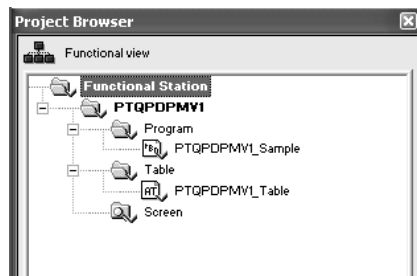 Project Browser
Functional view
Functional Station
PTQPDPMV1
Program
PTQPDPMV1_Sample
Table
PTQPDPMV1_Table
Screen